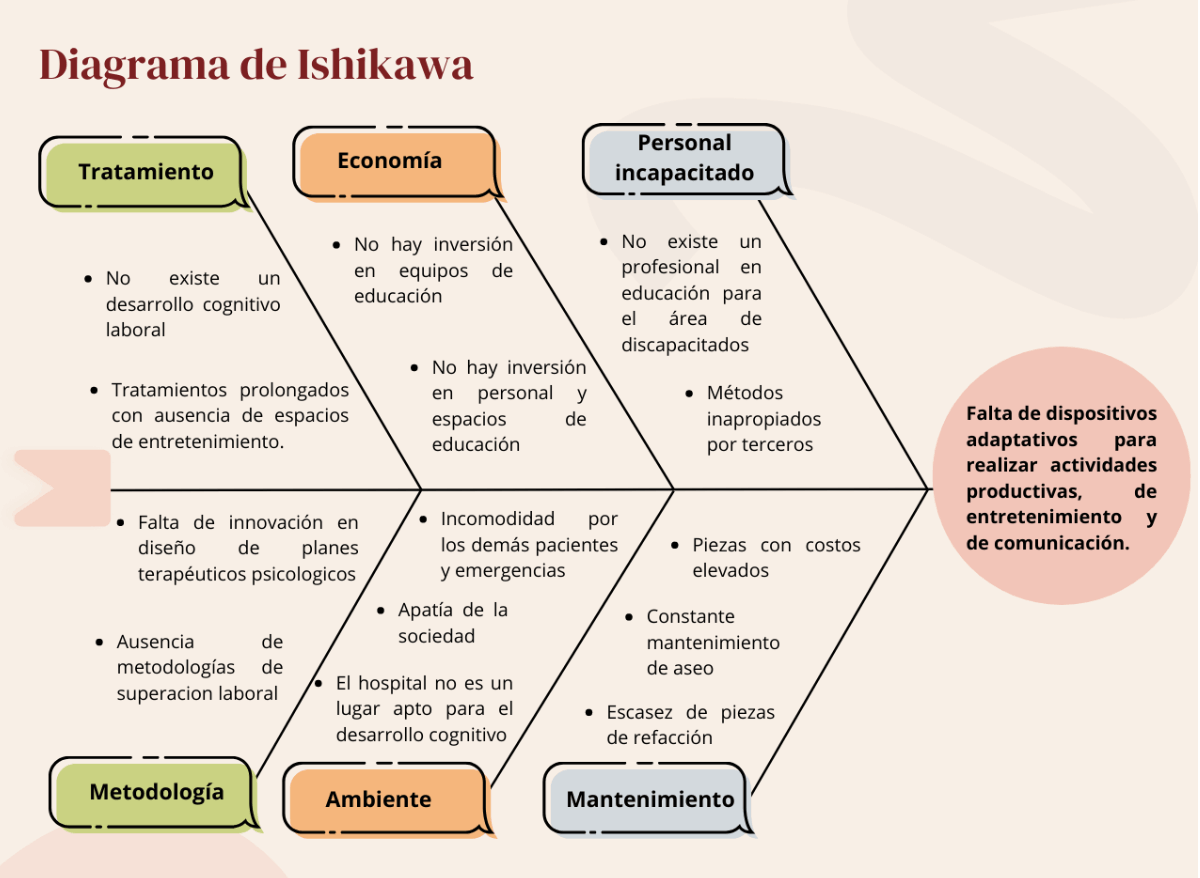 Diagrama de Ishikawa
Tratamiento
No existe un
desarrollo cognitivo
laboral
Tratamientos prolongados
con ausencia de espacios
de entretenimiento.
Economía
No hay inversión
en equipos de
educación
No hay inversión
en personal y
espacios de
educación
Personal
incapacitado
No existe un
profesional en
educación para
el área de
discapacitados
Métodos
inapropiados
por terceros
Falta de dispositivos
adaptativos para
realizar actividades
productivas, de
entretenimiento y
de comunicación.
Falta de innovación en
diseño de planes
terapéuticos psicologicos
Ausencia de
metodologías de
superacion laboral
Metodología
Incomodidad por
los demás pacientes
y emergencias
Apatía de la
sociedad
El hospital no es un
lugar apto para el
desarrollo cognitivo
Ambiente
Piezas con costos
elevados
Constante
mantenimiento
de aseo
Escasez de piezas
de refacción
Mantenimiento